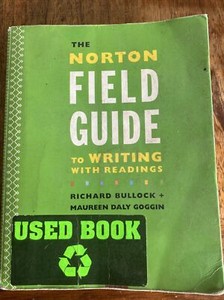 THE
NORTON
FIELD
GUIDE
TO WRITING
WITH READINGS
RICHARD BULLOCK +
MAUREEN DALY GOGGIN
USED BOOK